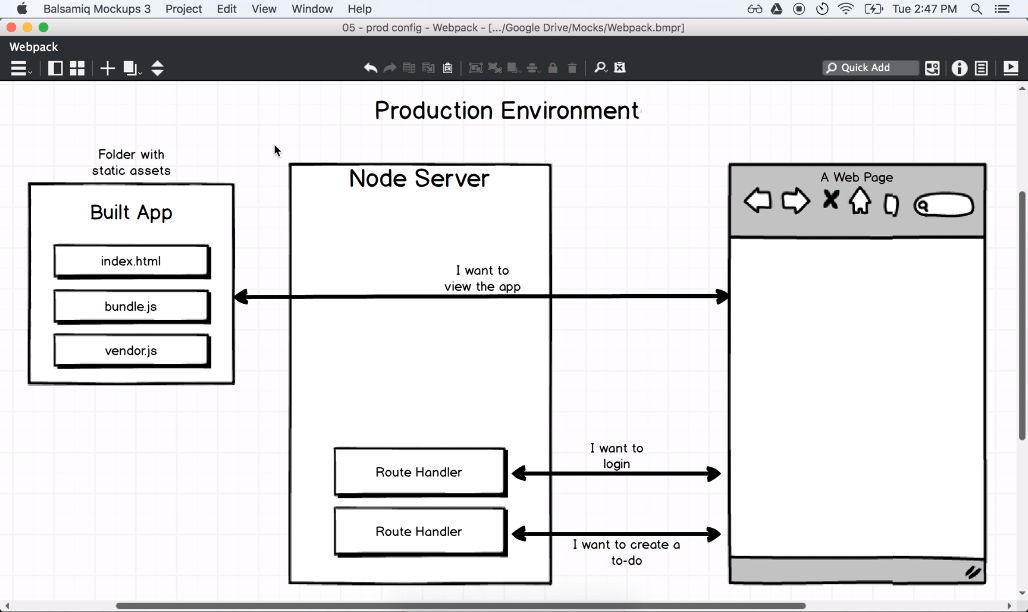 Balsamiq Mockups 3 Project Edit View Window Help Tue 2:47 PM
05 - prod config - Webpack - [.../Google Drive/Mocks/Webpack.bmpr]
Webpack
Quick Add
Production Environment
Folder with
static assets
Built App
index.html
bundle.js
vendor.js
Node Server
I want to
view the app
Route Handler
Route Handler
I want to
login
I want to create a
to-do
A Web Page